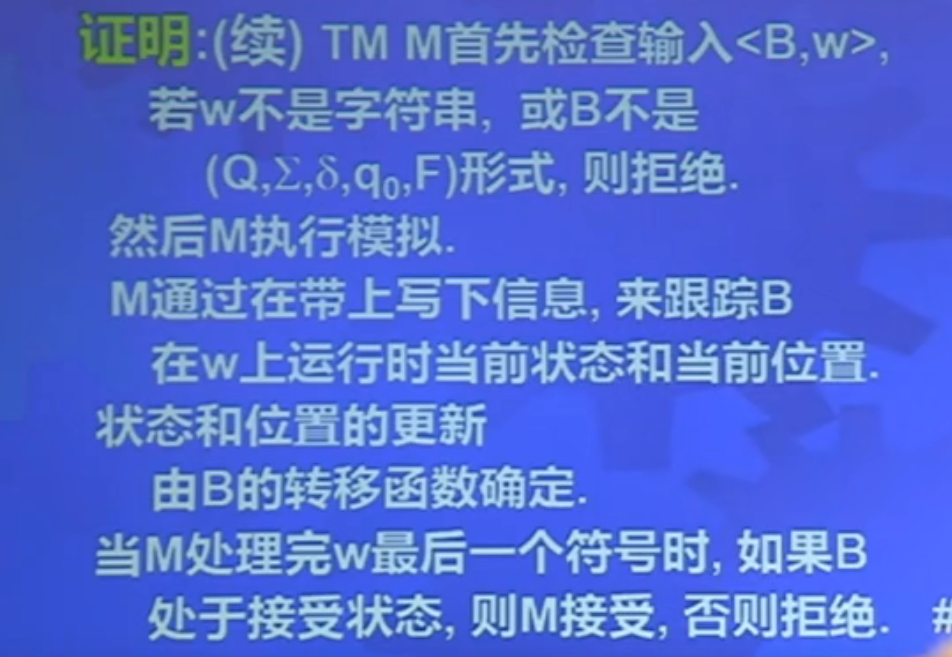 证明:(续) TM M首先检查输入<B,w>,
若w不是字符串, 或B不是
(Q,Σ,δ,q₀,F)形式, 则拒绝.
然后M执行模拟.
M通过在带上写下信息, 来跟踪B
在w上运行时当前状态和当前位置.
状态和位置的更新
由B的转移函数确定.
当M处理完w最后一个符号时, 如果B
处于接受状态, 则M接受, 否则拒绝. #